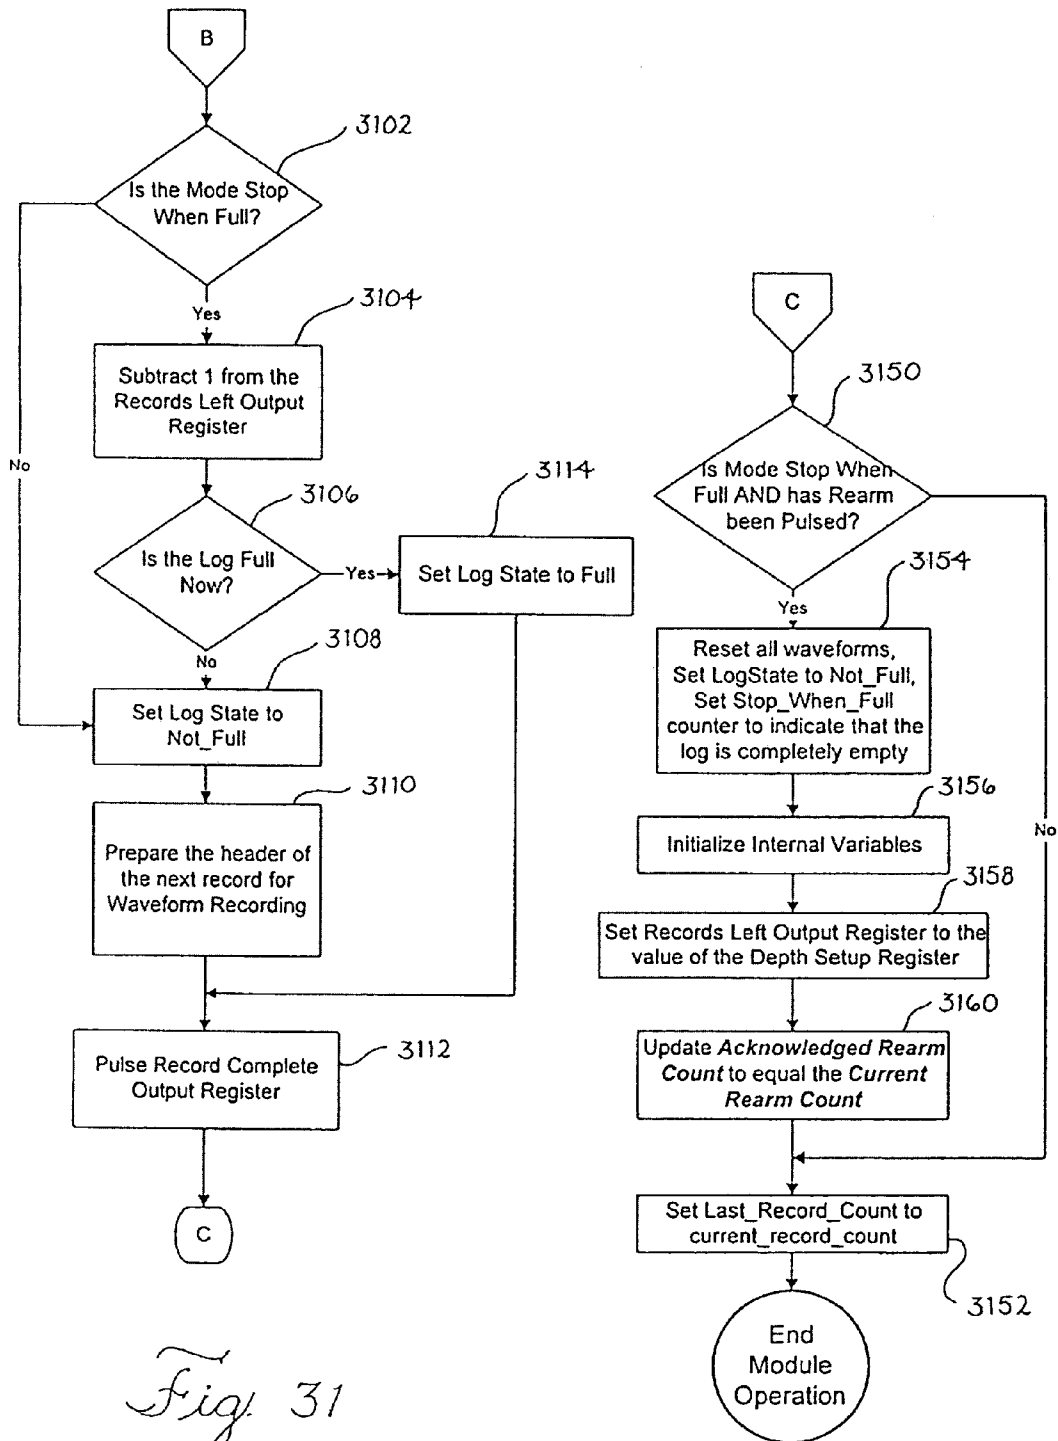 B
3102
Is the Mode Stop
When Full?
Yes
No
3104
Subtract 1 from the
Records Left Output
Register
3106
Is the Log Full
Now?
Yes
3114
Set Log State to Full
No
3108
Set Log State to
Not_Full
3110
Prepare the header of
the next record for
Waveform Recording
3112
Pulse Record Complete
Output Register
C
C
3150
Is Mode Stop When
Full AND has Rearm
been Pulsed?
Yes
No
3154
Reset all waveforms,
Set LogState to Not_Full,
Set Stop_When_Full
counter to indicate that the
log is completely empty
3156
Initialize Internal Variables
3158
Set Records Left Output Register to the
value of the Depth Setup Register
3160
Update Acknowledged Rearm
Count to equal the Current
Rearm Count
Set Last_Record_Count to
current_record_count
3152
End
Module
Operation
Fig. 31